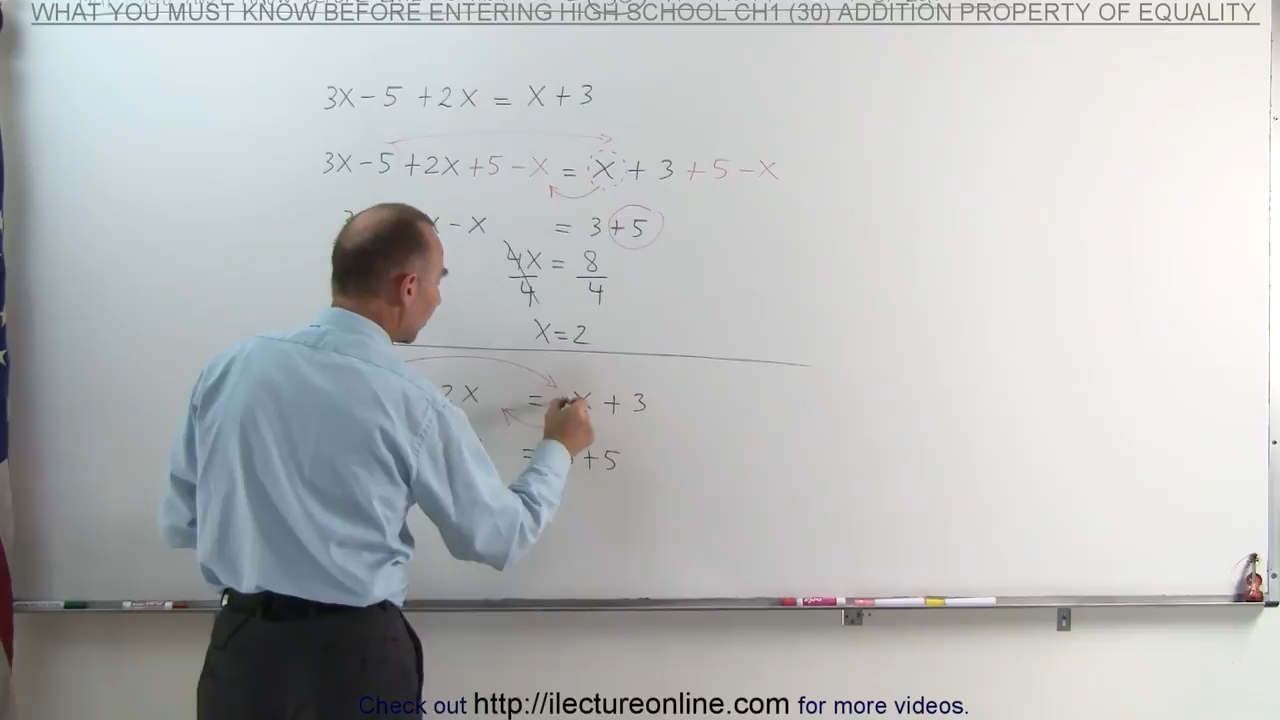 WHAT YOU MUST KNOW BEFORE ENTERING HIGH SCHOOL CH1 (30) ADDITION PROPERTY OF EQUALITY
3X - 5 + 2X = X + 3
3X - 5 + 2X + 5 - X = X + 3 + 5 - X
X - X = 3 + 5
4X = 8
4 4
X = 2
2X = X + 3
= + 5
Check out http://ilectureonline.com for more videos.